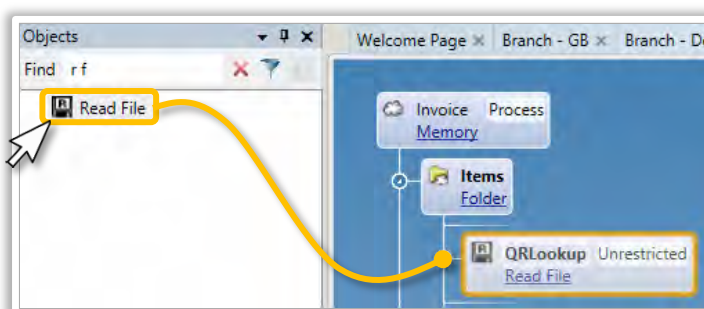 Objects
Find r f
Read File
Welcome Page
Branch - GB
Branch - D
Invoice Process
Memory
Items
Folder
QRLookup Unrestricted
Read File